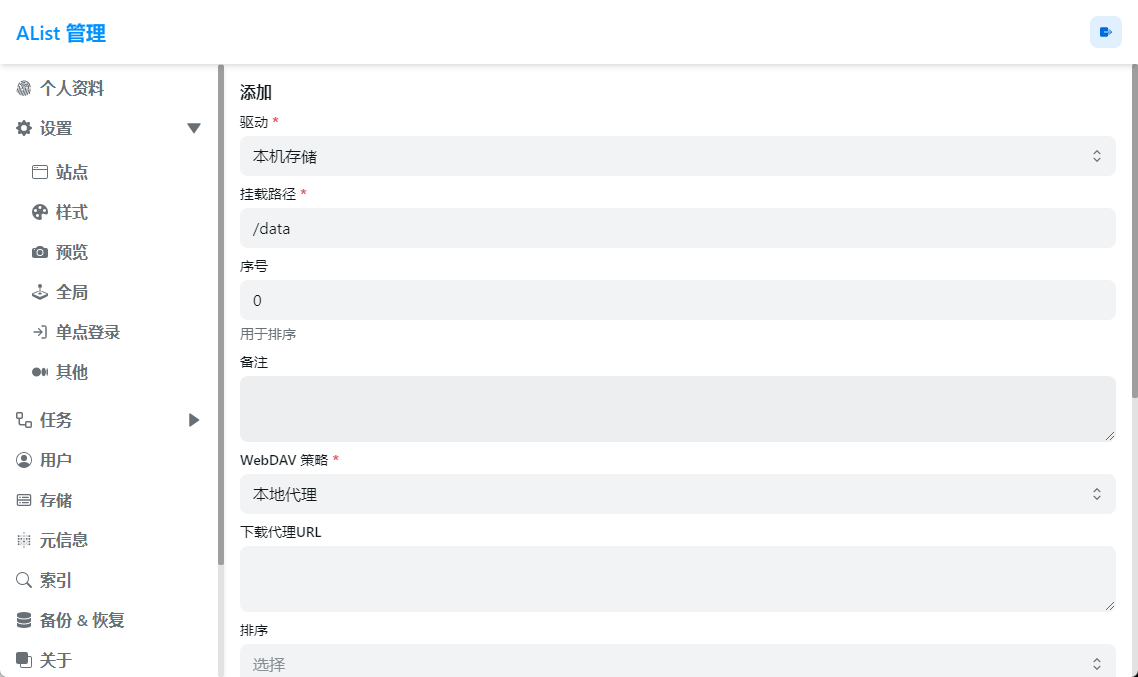 AList 管理
个人资料
设置
站点
样式
预览
全局
单点登录
其他
任务
用户
存储
元信息
索引
备份 & 恢复
关于
添加
驱动 *
本机存储
挂载路径 *
/data
序号
0
用于排序
备注
WebDAV 策略 *
本地代理
下载代理URL
排序
选择